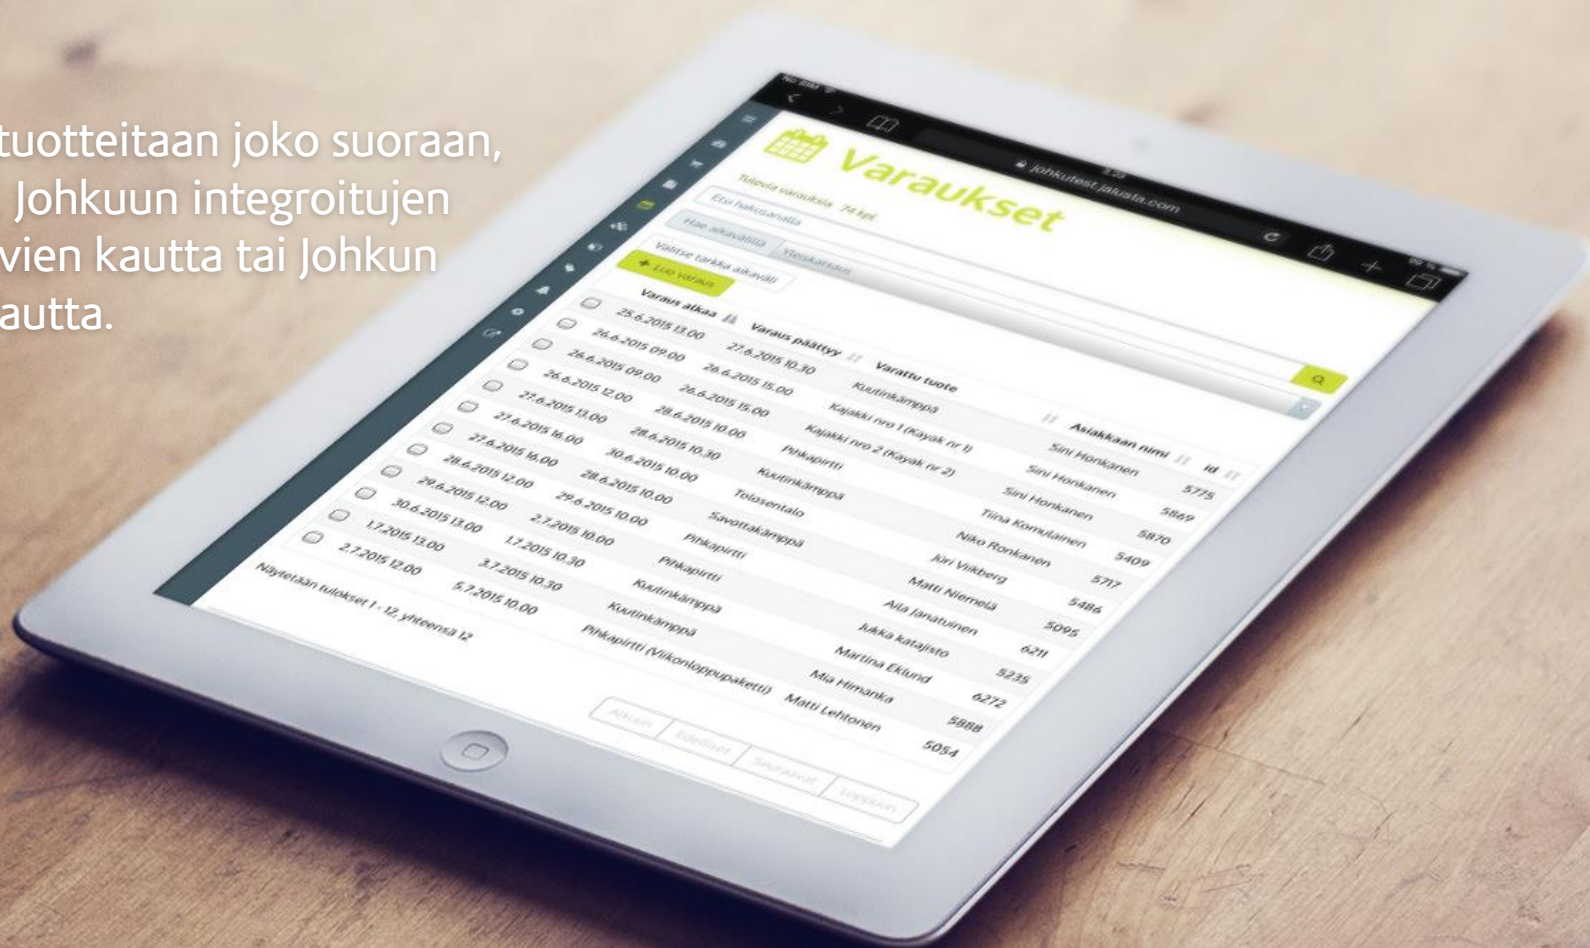 tuotteitaan joko suoraan,
Johkuun integroitujen
vien kautta tai Johkun
autta.
No SIM
johkutest.jalusta.com
Varaukset
Tulevia varauksia 74 kpl
Etsi hakusanalla
Hae aikavälillä Yleiskatsaus
Valitse tarkka aikaväli
+ Luo varaus
Varaus alkaa Varaus päättyy Varattu tuote Asiakkaan nimi id
25.6.2015 13.00 27.6.2015 10.30 Kuutinkämppä Sini Honkanen 5775
26.6.2015 09.00 26.6.2015 15.00 Kajakki nro 1 (Kayak nr 1) Sini Honkanen 5869
26.6.2015 09.00 26.6.2015 15.00 Kajakki nro 2 (Kayak nr 2) Sini Honkanen 5870
26.6.2015 12.00 28.6.2015 10.00 Pihkapirtti Tiina Komulainen 5409
27.6.2015 13.00 28.6.2015 10.30 Kuutinkämppä Niko Ronkanen 5717
27.6.2015 16.00 30.6.2015 10.00 Tolosentalo Jüri Viikberg 5486
27.6.2015 16.00 28.6.2015 10.00 Savottakämppä Matti Niemelä 5095
28.6.2015 12.00 29.6.2015 10.00 Pihkapirtti Aila Janatuinen 6211
29.6.2015 12.00 2.7.2015 10.00 Pihkapirtti Jukka katajisto 5235
30.6.2015 13.00 1.7.2015 10.30 Kuutinkämppä Martina Eklund 6272
1.7.2015 13.00 3.7.2015 10.30 Kuutinkämppä Mia Himanka 5888
2.7.2015 12.00 5.7.2015 10.00 Pihkapirtti (Viikonloppupaketti) Matti Lehtonen 5054
Näytetään tulokset 1 - 12, yhteensä 12
Alkuun Edelliset Seuraavat Loppuun